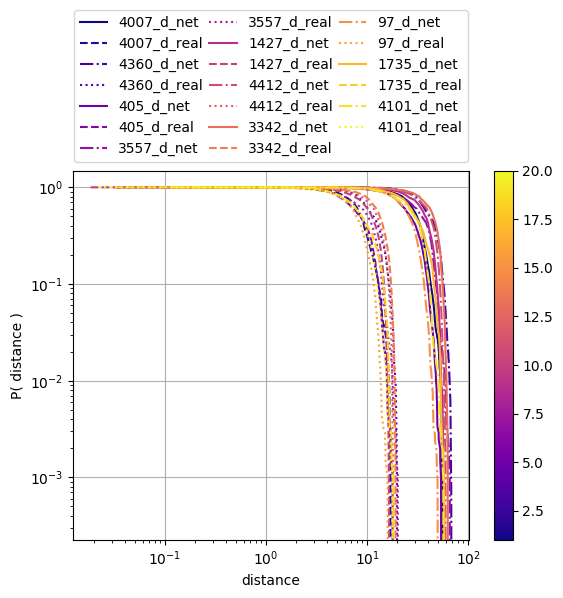 4007_d_net 3557_d_real 97_d_net
4007_d_real 1427_d_net 97_d_real
4360_d_net 1427_d_real 1735_d_net
4360_d_real 4412_d_net 1735_d_real
405_d_net 4412_d_real 4101_d_net
405_d_real 3342_d_net 4101_d_real
3557_d_net 3342_d_real
20.0
10⁰
17.5
15.0
10⁻¹
12.5
P( distance )
10.0
10⁻²
7.5
10⁻³
5.0
2.5
10⁻¹ 10⁰ 10¹ 10²
distance